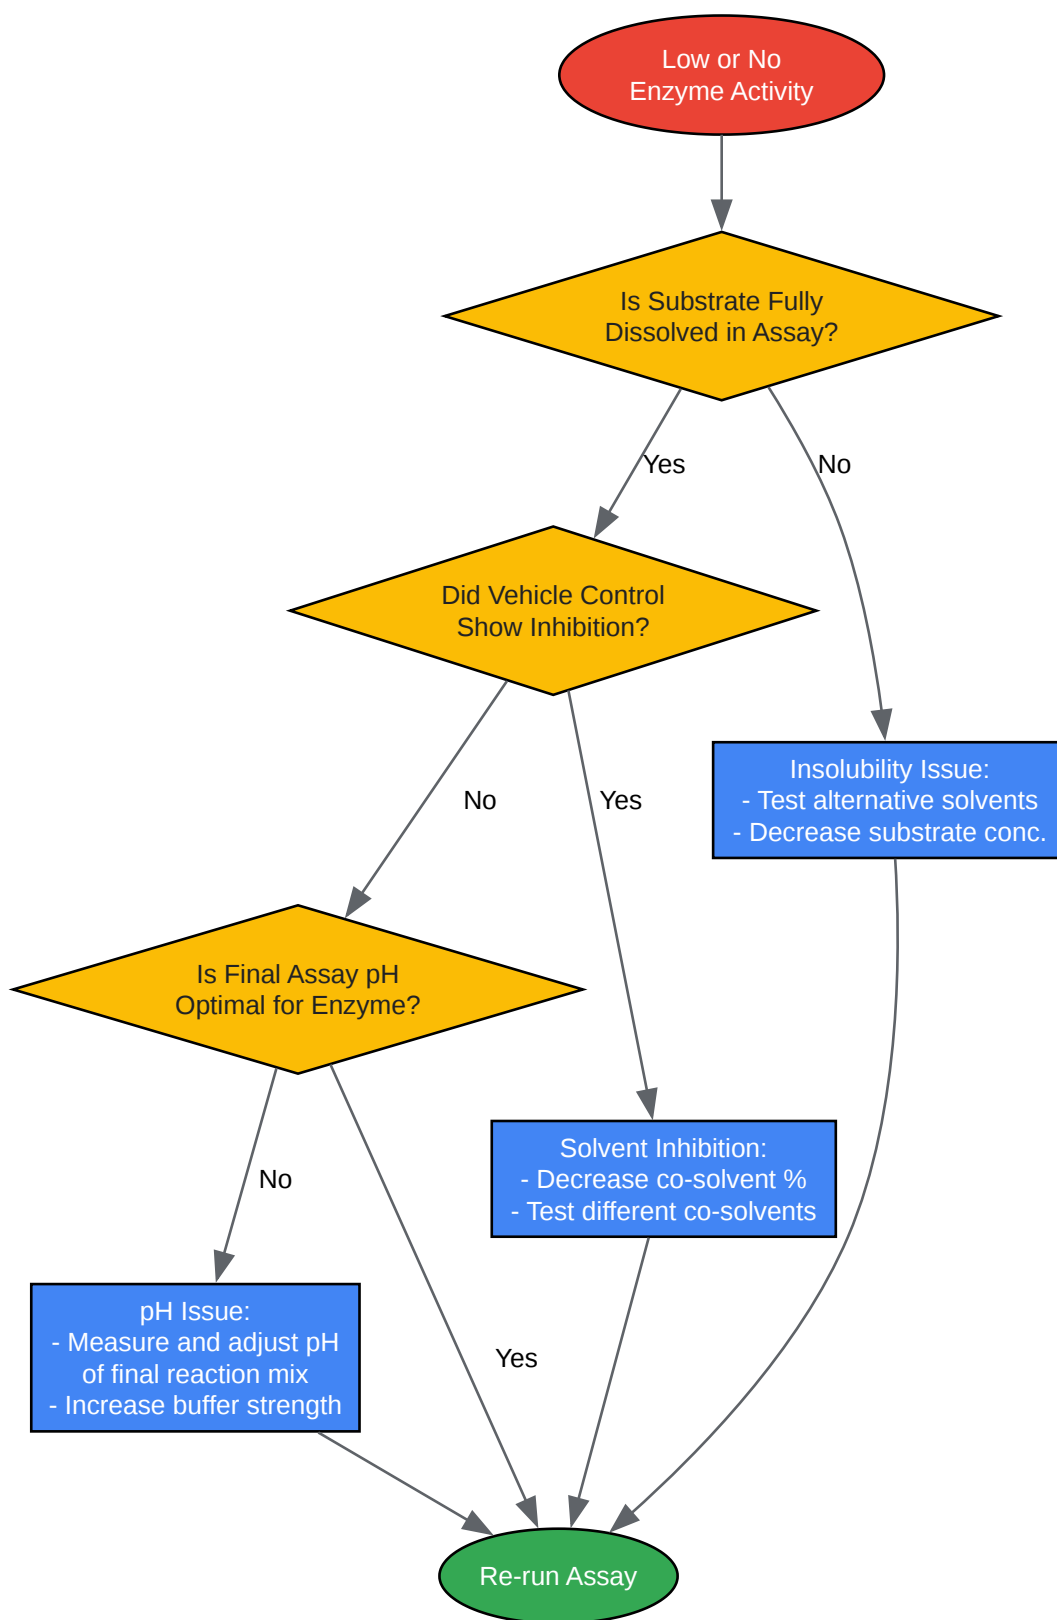 Low or No
Enzyme Activity
Is Substrate Fully
Dissolved in Assay?
Yes
No
Did Vehicle Control
Show Inhibition?
Insolubility Issue:
- Test alternative solvents
- Decrease substrate conc.
No
Yes
Is Final Assay pH
Optimal for Enzyme?
Solvent Inhibition:
- Decrease co-solvent %
- Test different co-solvents
No
Yes
pH Issue:
- Measure and adjust pH
of final reaction mix
- Increase buffer strength
Re-run Assay